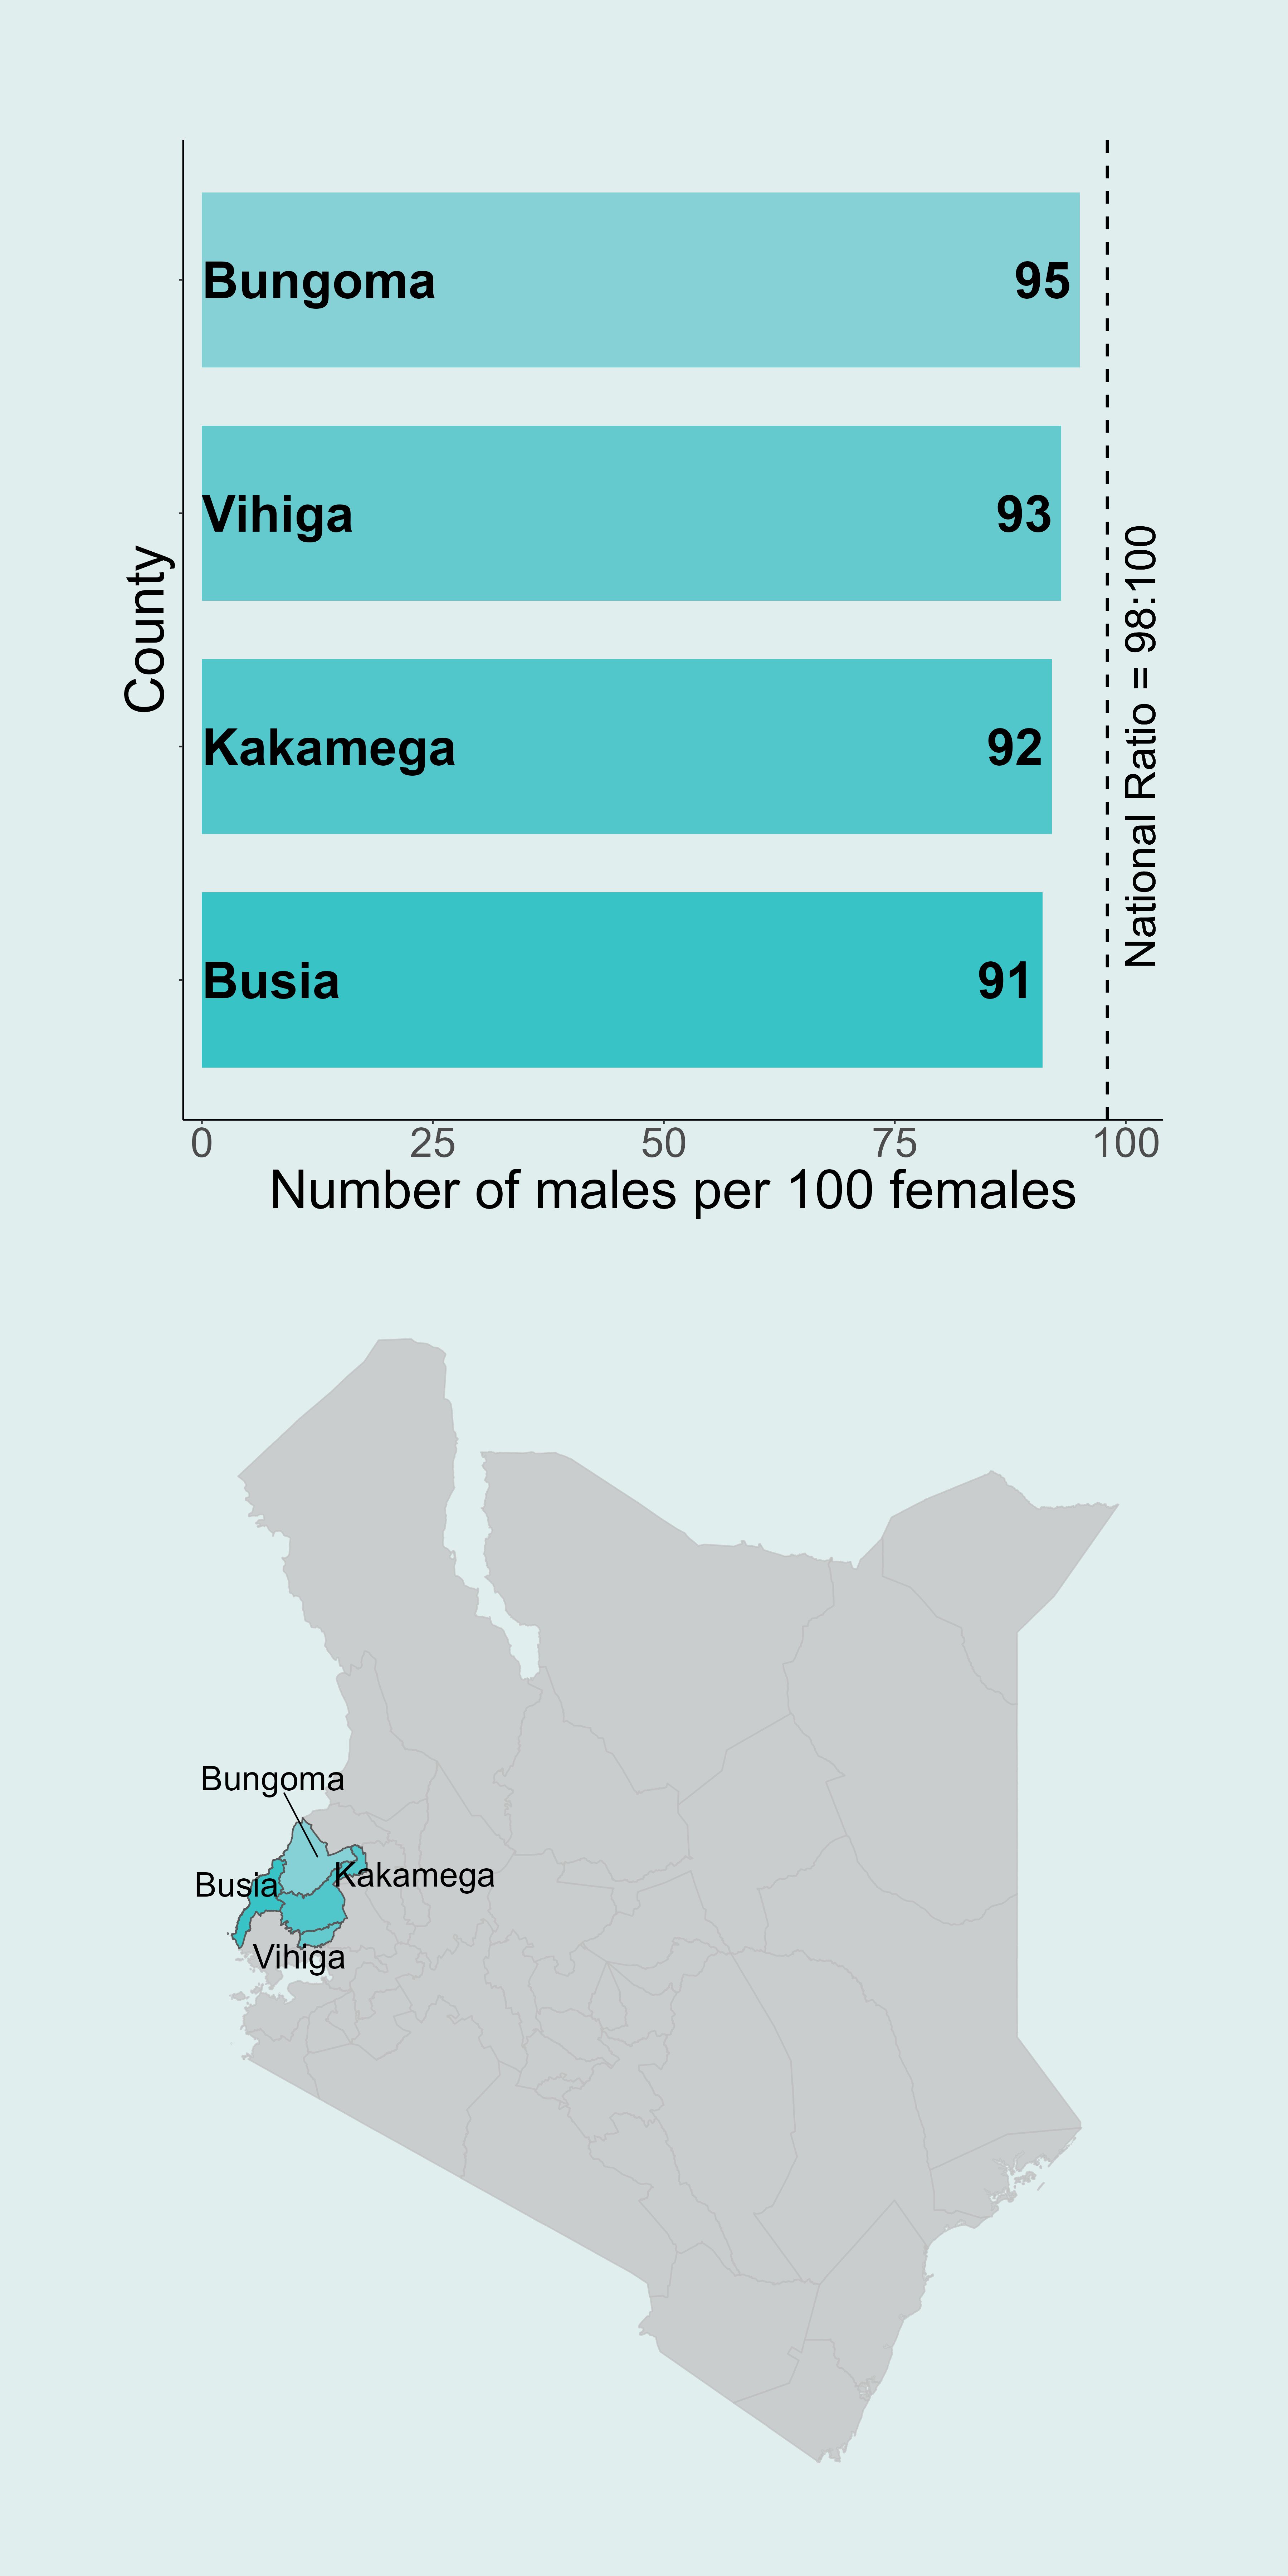 County
Bungoma 95
Vihiga 93
Kakamega 92
Busia 91
National Ratio = 98:100
0 25 50 75 100
Number of males per 100 females
Bungoma
Kakamega
Busia
Vihiga